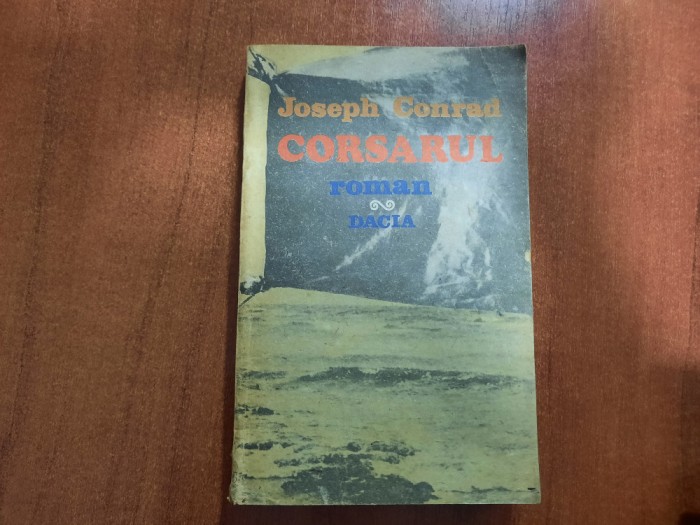 Joseph Conrad
CORSARUL
roman
DACIA